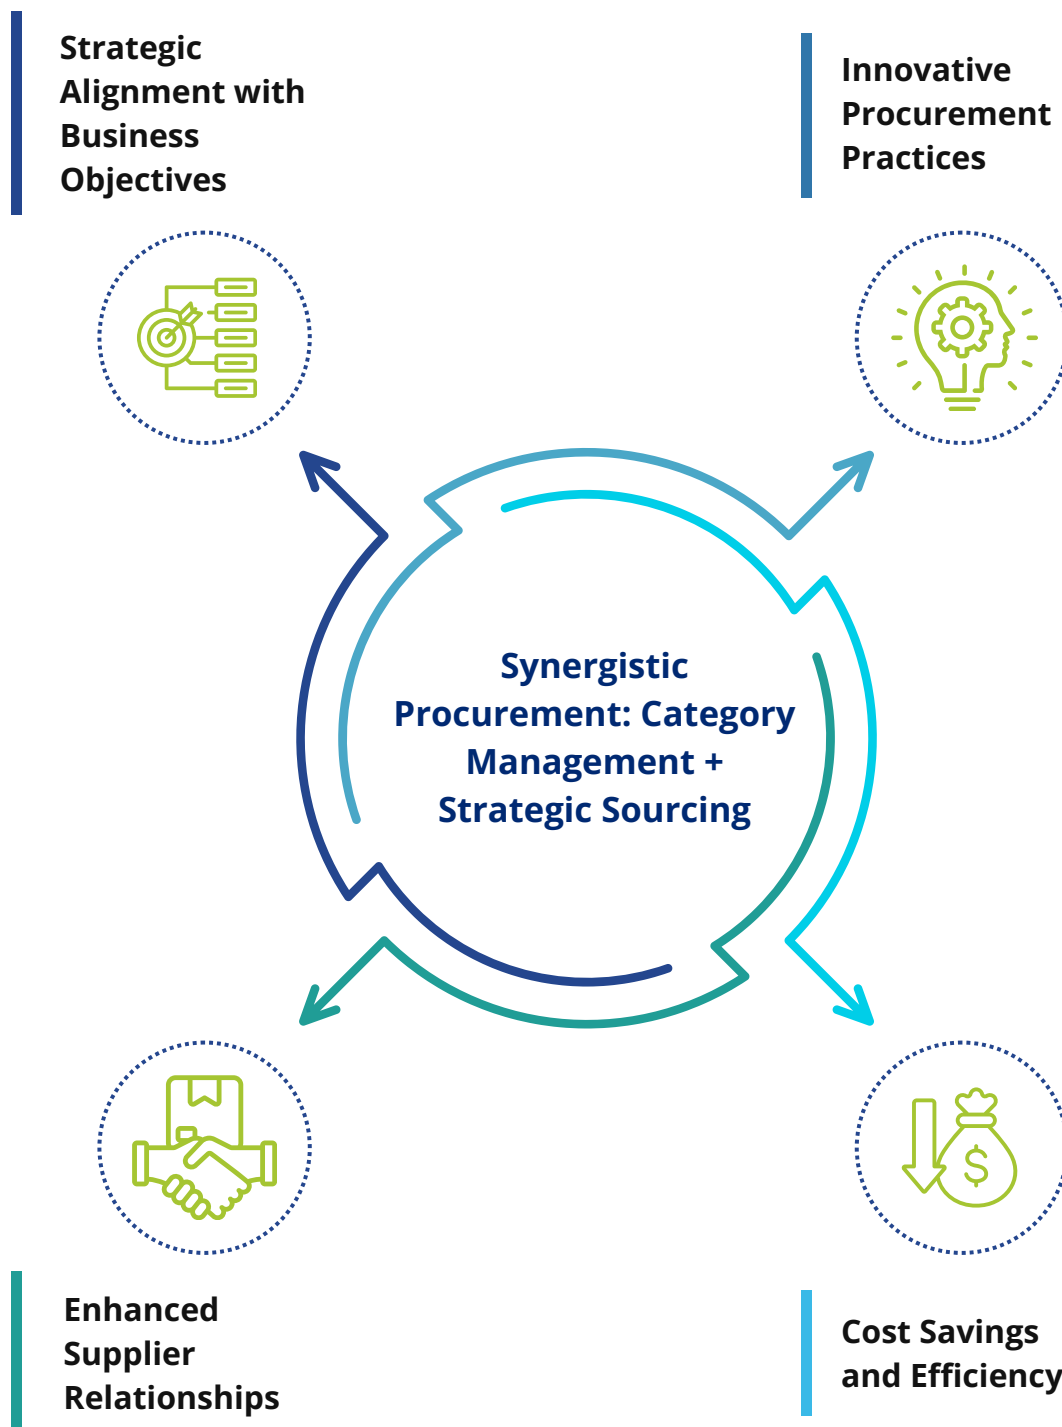 Strategic
Alignment with
Business
Objectives
Innovative
Procurement
Practices
Synergistic
Procurement: Category
Management +
Strategic Sourcing
$
Enhanced
Supplier
Relationships
Cost Savings
and Efficiency